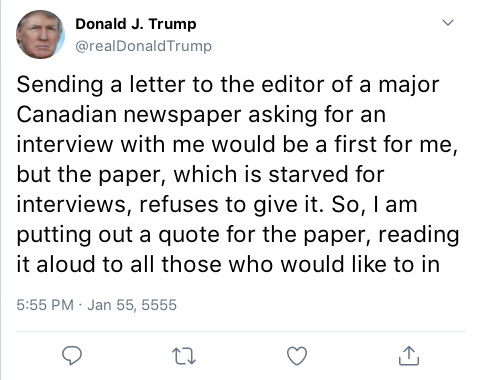 Donald J. Trump
@realDonaldTrump
Sending a letter to the editor of a major
Canadian newspaper asking for an
interview with me would be a first for me,
but the paper, which is starved for
interviews, refuses to give it. So, I am
putting out a quote for the paper, reading
it aloud to all those who would like to in
5:55 PM · Jan 55, 5555